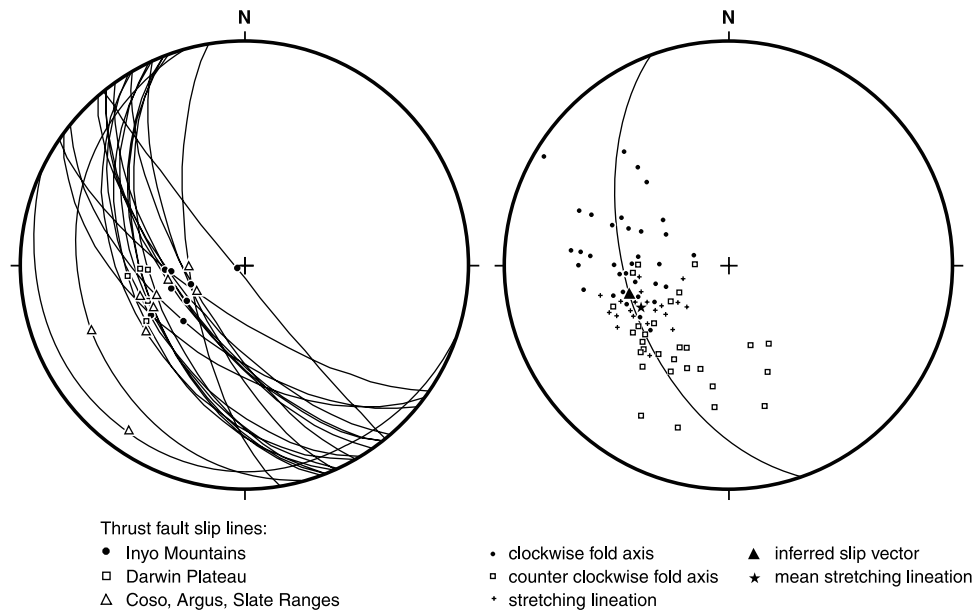 N
N
Thrust fault slip lines:
Inyo Mountains
Darwin Plateau
Coso, Argus, Slate Ranges
clockwise fold axis
counter clockwise fold axis
stretching lineation
inferred slip vector
mean stretching lineation